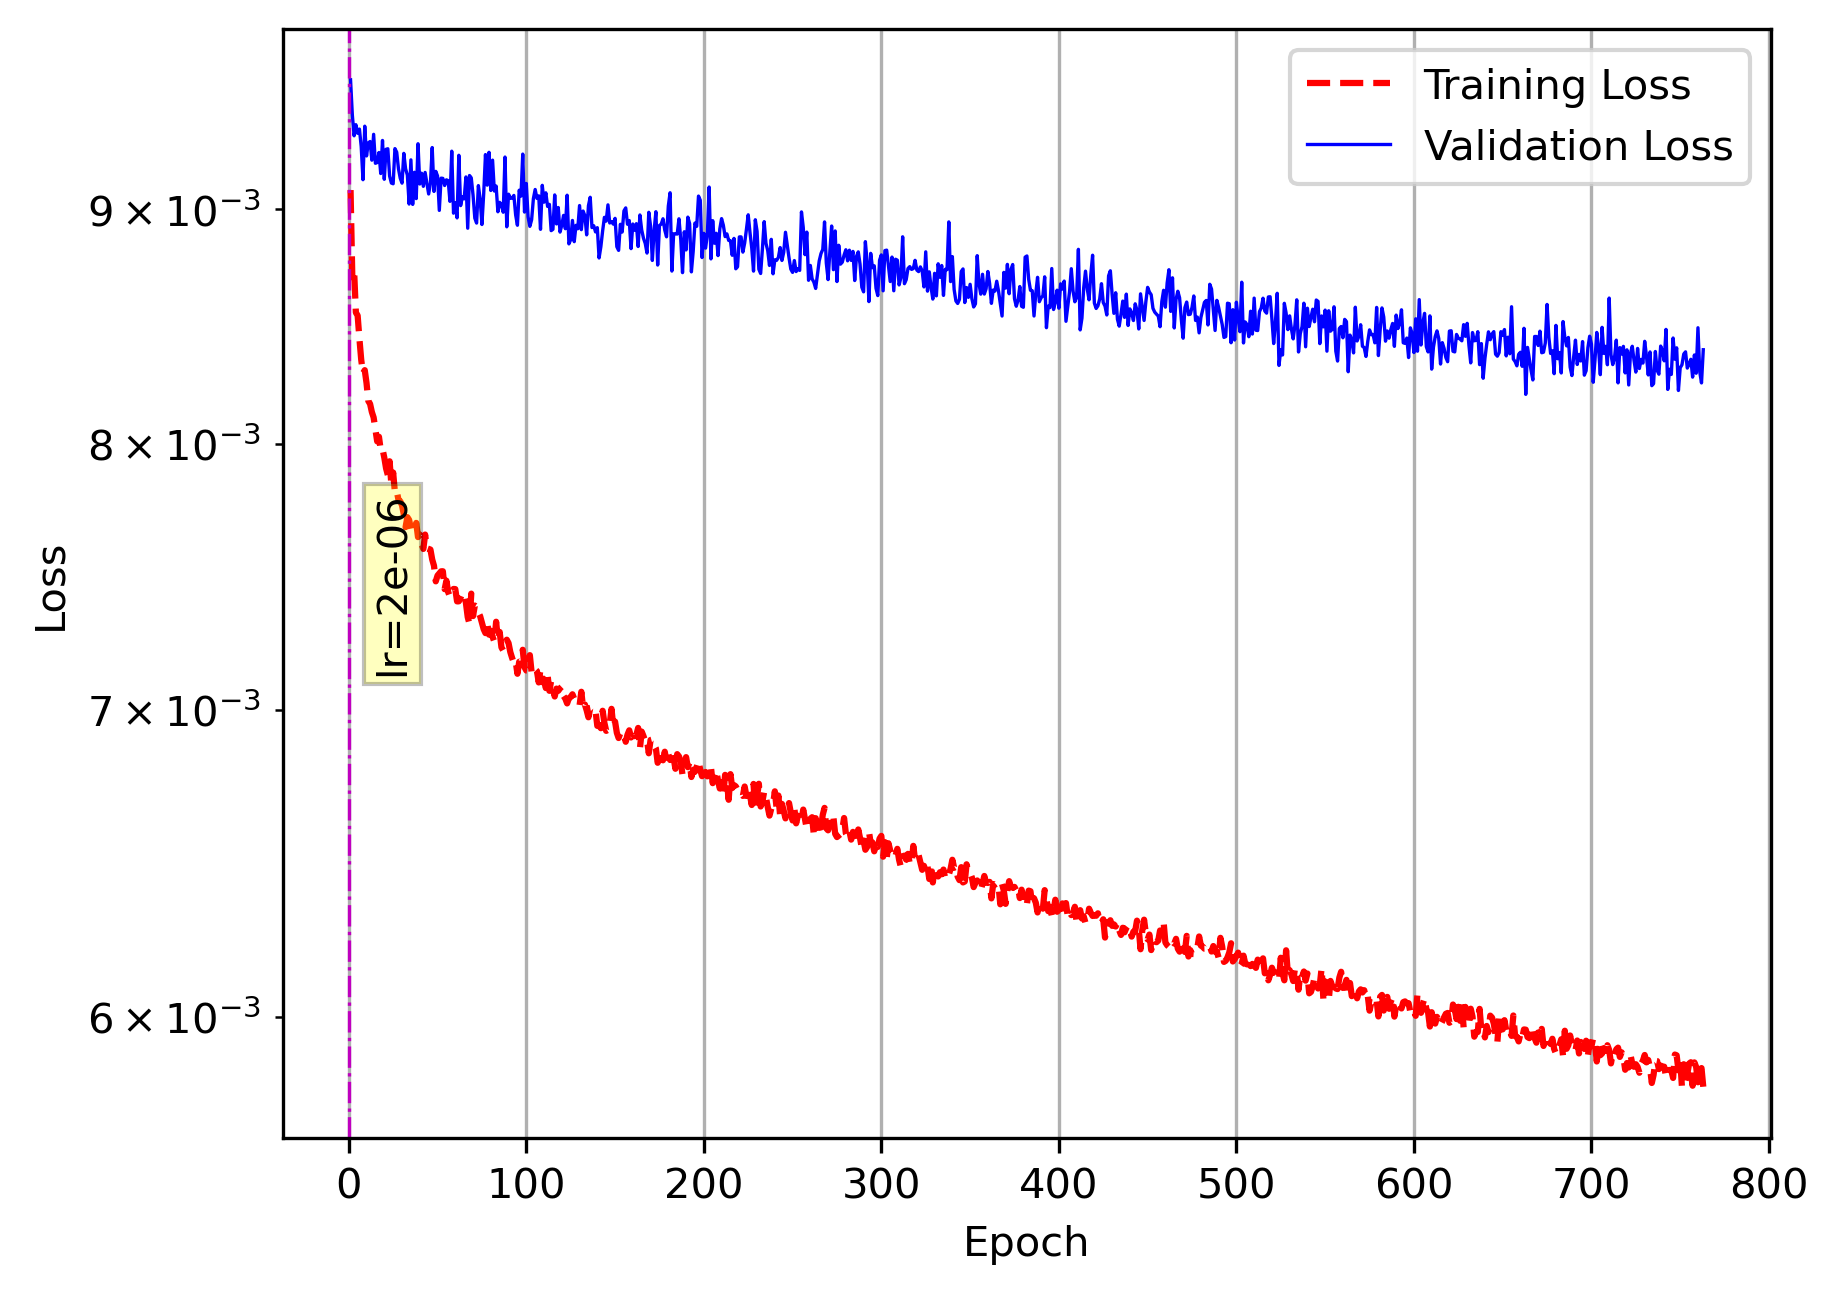 Training Loss
Validation Loss
9 × 10⁻³
8 × 10⁻³
7 × 10⁻³
6 × 10⁻³
Loss
lr=2e-06
0 100 200 300 400 500 600 700 800
Epoch